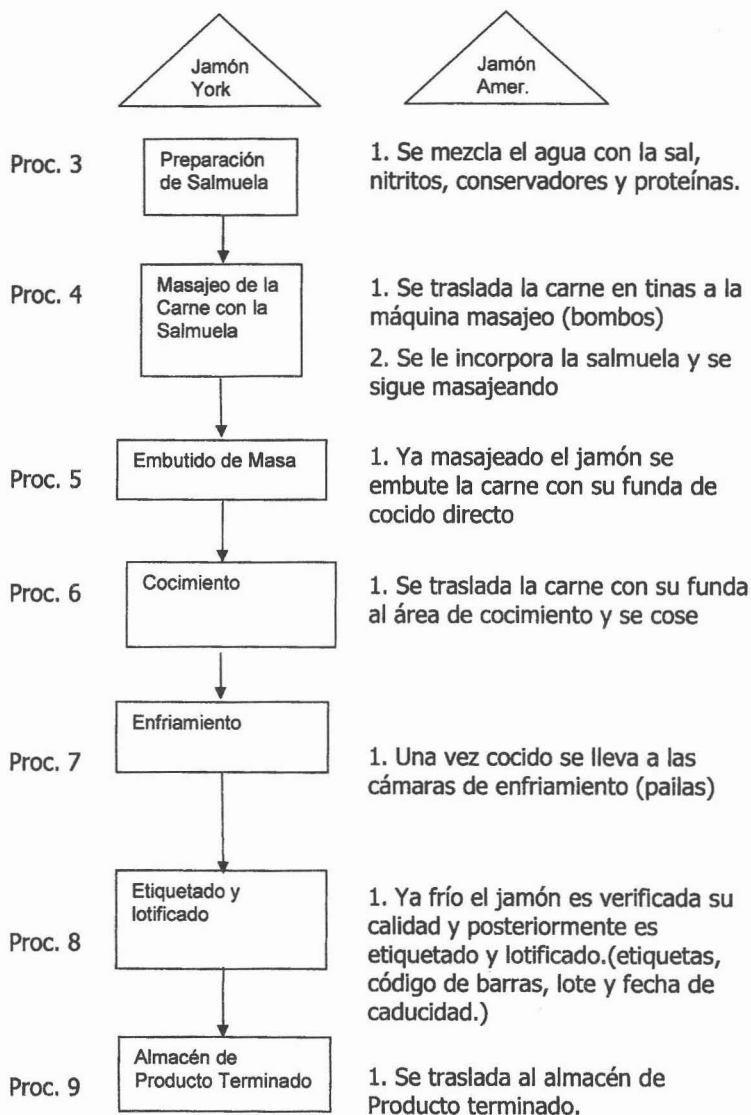 Jamón
York
Jamón
Amer.
Proc. 3
Preparación
de Salmuela
1. Se mezcla el agua con la sal,
nitritos, conservadores y proteínas.
Proc. 4
Masajeo de la
Carne con la
Salmuela
1. Se traslada la carne en tinas a la
máquina masajeo (bombos)
2. Se le incorpora la salmuela y se
sigue masajeando
Proc. 5
Embutido de Masa
1. Ya masajeado el jamón se
embute la carne con su funda de
cocido directo
Proc. 6
Cocimiento
1. Se traslada la carne con su funda
al área de cocimiento y se cose
Proc. 7
Enfriamiento
1. Una vez cocido se lleva a las
cámaras de enfriamiento (pailas)
Proc. 8
Etiquetado y
lotificado
1. Ya frío el jamón es verificada su
calidad y posteriormente es
etiquetado y lotificado.(etiquetas,
código de barras, lote y fecha de
caducidad.)
Proc. 9
Almacén de
Producto Terminado
1. Se traslada al almacén de
Producto terminado.